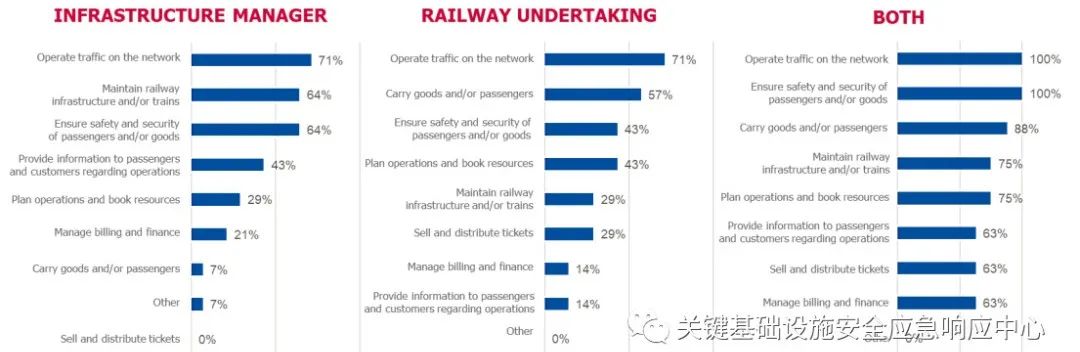 INFRASTRUCTURE MANAGER
Operate traffic on the network
71%
Maintain railway
infrastructure and/or trains
64%
Ensure safety and security
of passengers and/or goods
64%
Provide information to passengers
and customers regarding operations
43%
Plan operations and book resources
29%
Manage billing and finance
21%
Carry goods and/or passengers
7%
Other
7%
Sell and distribute tickets
0%
RAILWAY UNDERTAKING
Operate traffic on the network
71%
Carry goods and/or passengers
57%
Ensure safety and security of
passengers and/or goods
43%
Plan operations and book resources
43%
Maintain railway
infrastructure and/or trains
29%
Sell and distribute tickets
29%
Manage billing and finance
14%
Provide information to passengers
and customers regarding operations
14%
Other
0%
BOTH
Operate traffic on the network
100%
Ensure safety and security of
passengers and/or goods
100%
Carry goods and/or passengers
88%
Maintain railway
infrastructure and/or trains
75%
Plan operations and book resources
75%
Provide information to passengers
and customers regarding operations
63%
Sell and distribute tickets
63%
Manage billing and finance
63%
关键基础设施安全应急响应中心